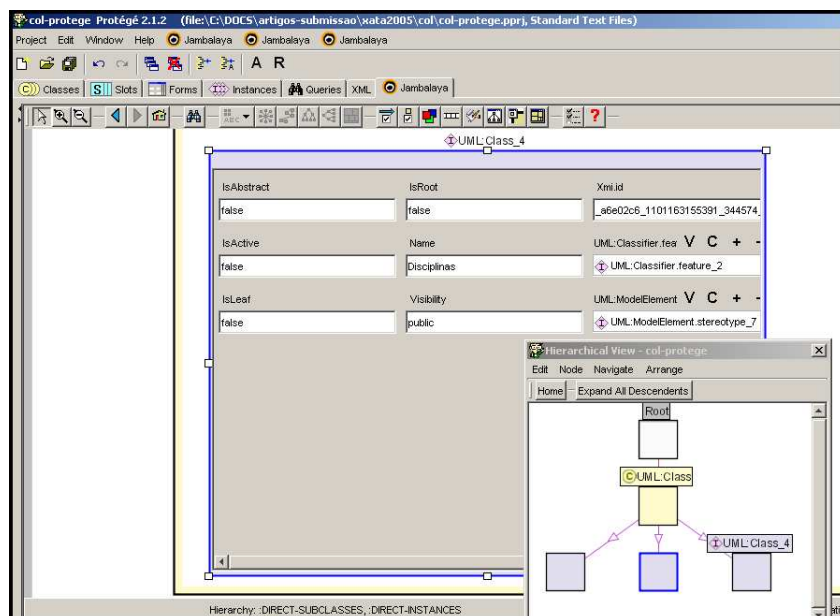 col-protege Protégé 2.1.2 (file:\C:\DOCS\artigos-submissao\xata2005\col\col-protege.pprj, Standard Text Files)
Project Edit Window Help Jambalaya Jambalaya Jambalaya
A R
C Classes S Slots Forms Instances Queries XML Jambalaya
ABC ?
I UML:Class_4
IsAbstract IsRoot Xmi.id
false false _a6e02c6_1101163155391_344574_
IsActive Name UML:Classifier.fea V C + -
false Disciplinas I UML:Classifier.feature_2
IsLeaf Visibility UML:ModelElement V C + -
false public I UML:ModelElement.stereotype_7
Hierarchical View - col-protege
Edit Node Navigate Arrange
Home Expand All Descendents
Root
C UML:Class
I UML:Class_4
Hierarchy: :DIRECT-SUBCLASSES, :DIRECT-INSTANCES